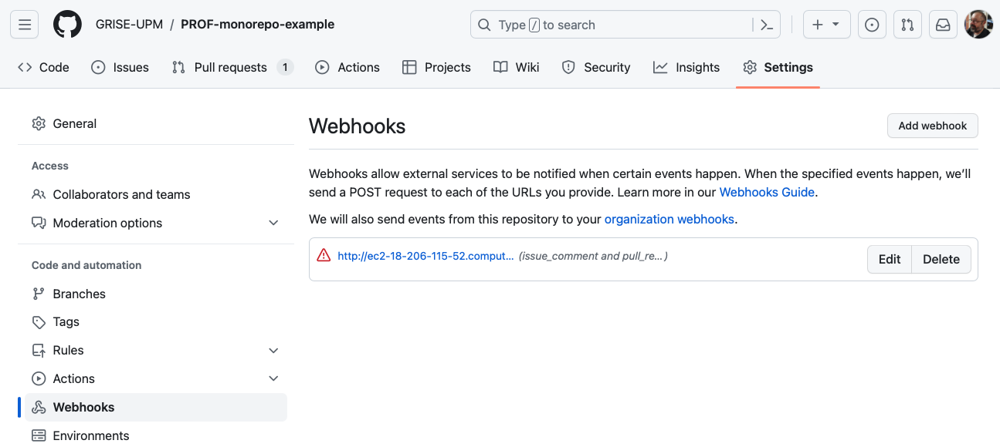 GRISE-UPM / PROF-monorepo-example
Type / to search
Code
Issues
Pull requests 1
Actions
Projects
Wiki
Security
Insights
Settings
General
Access
Collaborators and teams
Moderation options
Code and automation
Branches
Tags
Rules
Actions
Webhooks
Environments
Webhooks
Add webhook
Webhooks allow external services to be notified when certain events happen. When the specified events happen, we’ll
send a POST request to each of the URLs you provide. Learn more in our Webhooks Guide.
We will also send events from this repository to your organization webhooks.
http://ec2-18-206-115-52.comput… (issue_comment and pull_re…)
Edit
Delete